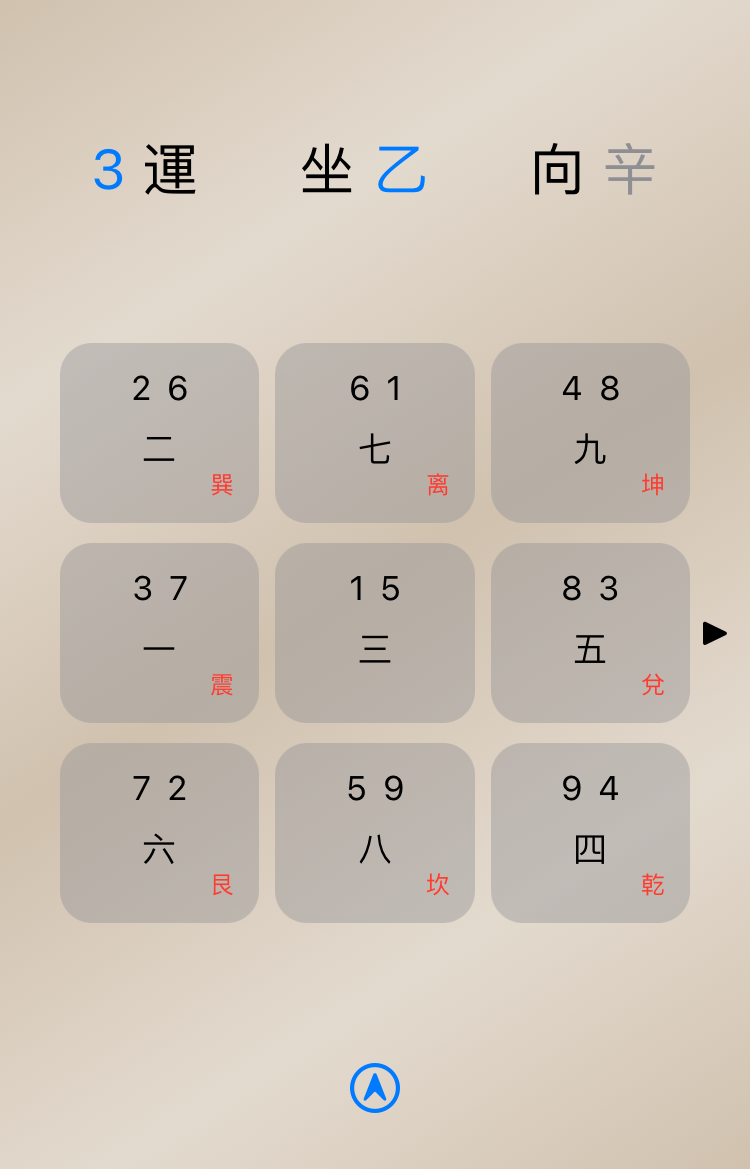 3 運 坐 乙 向 辛
2 6 6 1 4 8
二 七 九
巽 离 坤
3 7 1 5 8 3
一 三 五
震 兌
7 2 5 9 9 4
六 八 四
艮 坎 乾